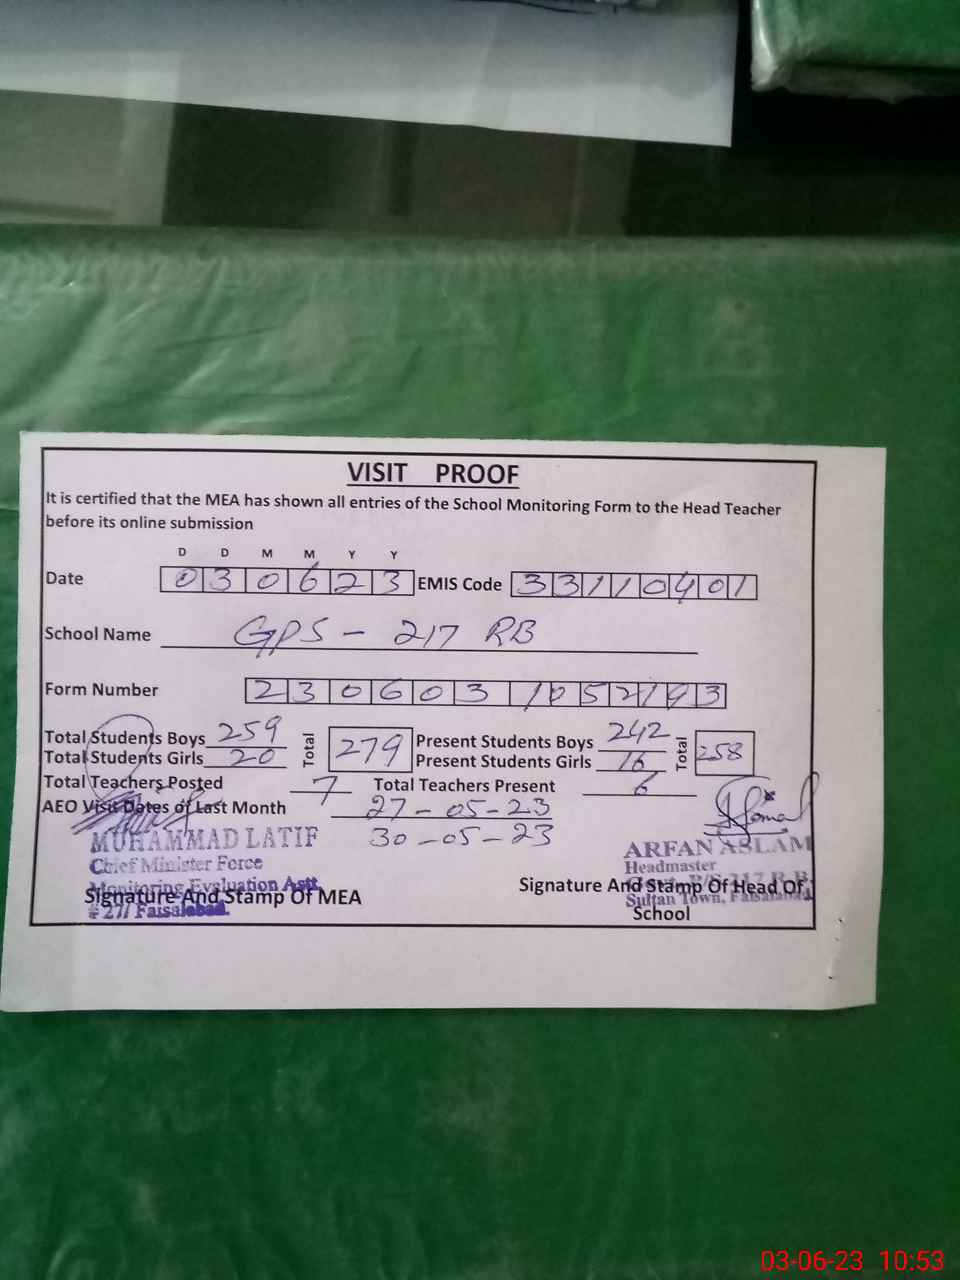 VISIT PROOF
It is certified that the MEA has shown all entries of the School Monitoring Form to the Head Teacher
before its online submission
D D M M Y Y
Date 030623 EMIS Code 33110401
School Name GPS - 217 RB
Form Number 230603 1052193
Total Students Boys 259 Total 279 Present Students Boys 242 Total 258
Total Students Girls 20 Present Students Girls 16
Total Teachers Posted 7 Total Teachers Present 6
AEO Visit Dates of Last Month 27-05-23
30-05-23
MUHAMMAD LATIF
Chief Minister Force
Monitoring Evaluation Astt.
# 27/ Faisalabad.
Signature And Stamp Of MEA
ARFAN ASLAM
Headmaster
217 R.B.
Sultan Town, Faisalabad
Signature And Stamp Of Head Of
School
03-06-23 10:53